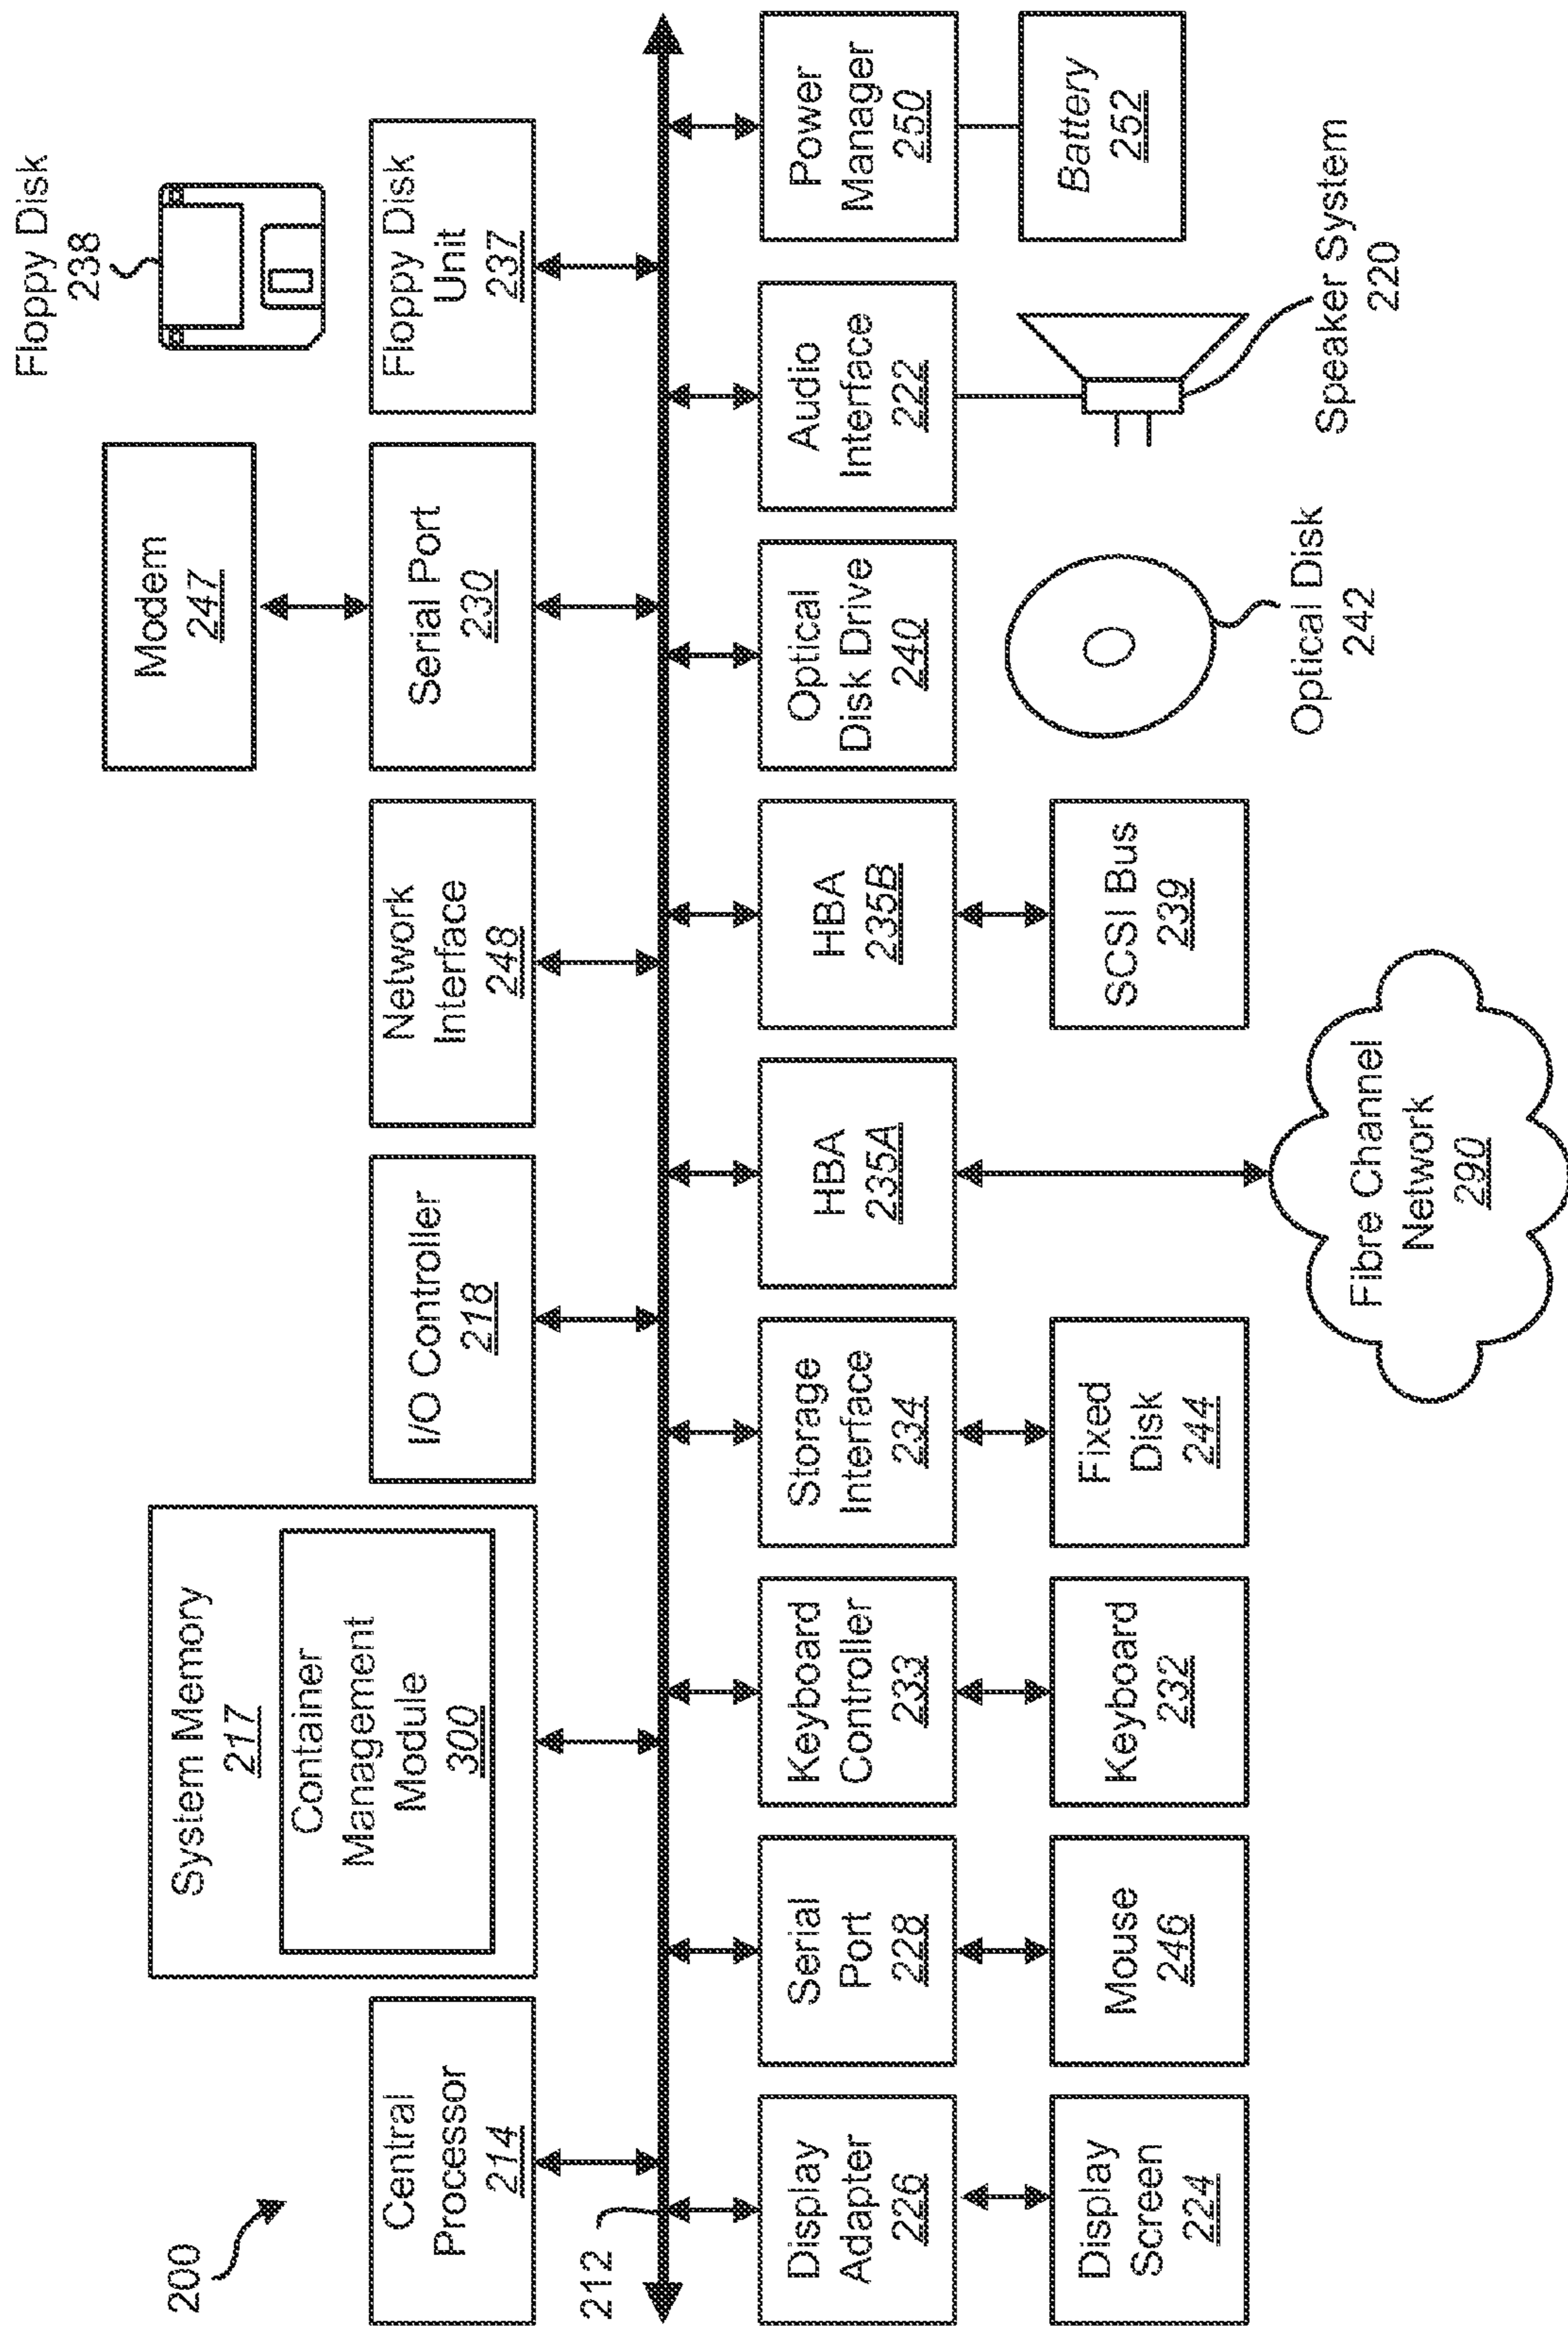 200
Central
Processor
214
System Memory
217
Container
Management
Module
300
I/O Controller
218
Network
Interface
248
Modem
247
Serial Port
230
Floppy Disk
238
Floppy Disk
Unit
237
212
Display
Adapter
226
Serial
Port
228
Keyboard
Controller
233
Storage
Interface
234
HBA
235A
HBA
235B
Optical
Disk Drive
240
Audio
Interface
222
Power
Manager
250
Display
Screen
224
Mouse
246
Keyboard
232
Fixed
Disk
244
Fibre Channel
Network
290
SCSI Bus
239
Optical Disk
242
Speaker System
220
Battery
252